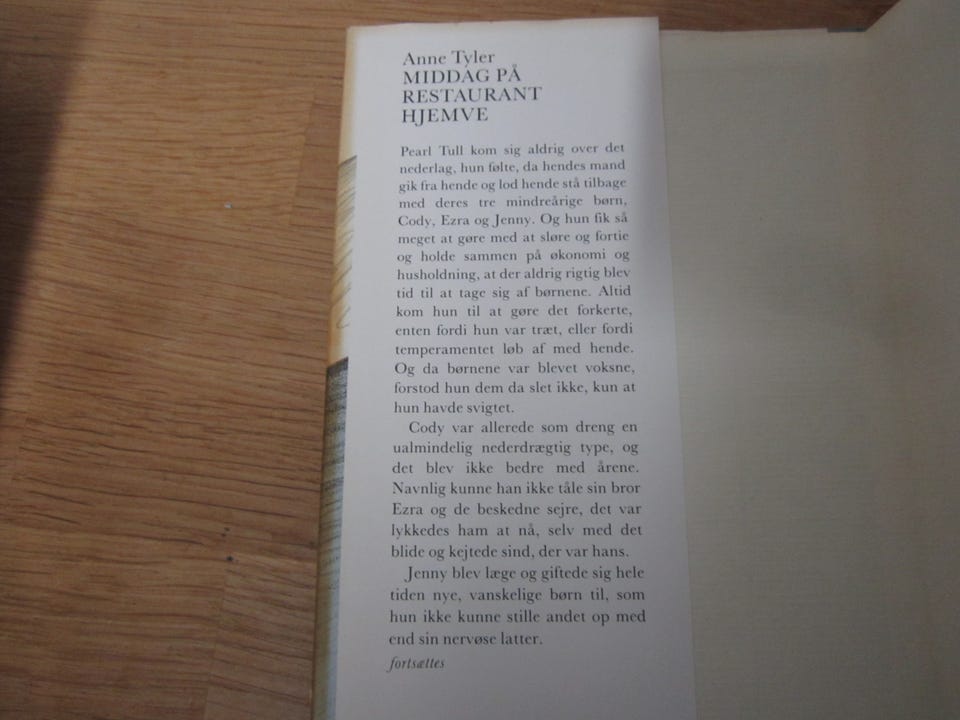 Anne Tyler
MIDDAG PÅ
RESTAURANT
HJEMVE
Pearl Tull kom sig aldrig over det
nederlag, hun følte, da hendes mand
gik fra hende og lod hende stå tilbage
med deres tre mindreårige børn,
Cody, Ezra og Jenny. Og hun fik så
meget at gøre med at sløre og fortie
og holde sammen på økonomi og
husholdning, at der aldrig rigtig blev
tid til at tage sig af børnene. Altid
kom hun til at gøre det forkerte,
enten fordi hun var træt, eller fordi
temperamentet løb af med hende.
Og da børnene var blevet voksne,
forstod hun dem da slet ikke, kun at
hun havde svigtet.
Cody var allerede som dreng en
ualmindelig nederdrægtig type, og
det blev ikke bedre med årene.
Navnlig kunne han ikke tåle sin bror
Ezra og de beskedne sejre, det var
lykkedes ham at nå, selv med det
blide og kejtede sind, der var hans.
Jenny blev læge og giftede sig hele
tiden nye, vanskelige børn til, som
hun ikke kunne stille andet op med
end sin nervøse latter.
fortsættes